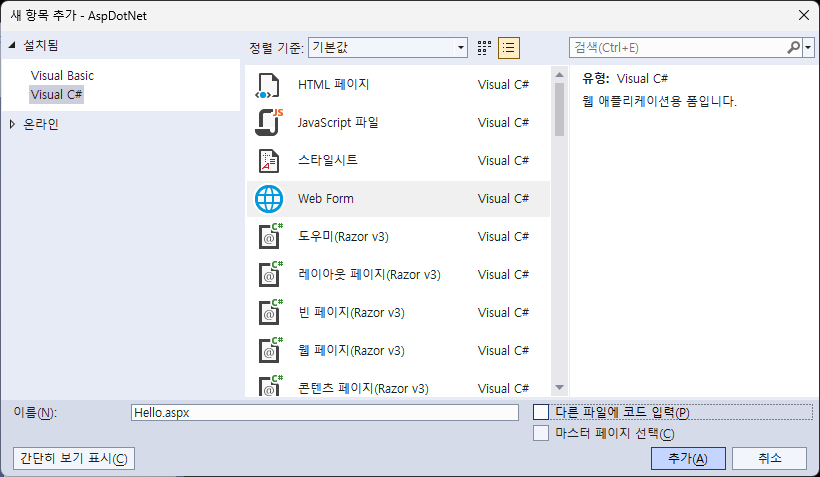 새 항목 추가 - AspDotNet
설치됨
Visual Basic
Visual C#
온라인
정렬 기준: 기본값
검색(Ctrl+E)
HTML 페이지 Visual C#
JS JavaScript 파일 Visual C#
스타일시트 Visual C#
Web Form Visual C#
C# 도우미(Razor v3) Visual C#
C# 레이아웃 페이지(Razor v3) Visual C#
C# 빈 페이지(Razor v3) Visual C#
C# 웹 페이지(Razor v3) Visual C#
C# 콘텐츠 페이지(Razor v3) Visual C#
유형: Visual C#
웹 애플리케이션용 폼입니다.
이름(N): Hello.aspx
다른 파일에 코드 입력(P)
마스터 페이지 선택(C)
간단히 보기 표시(C)
추가(A) 취소